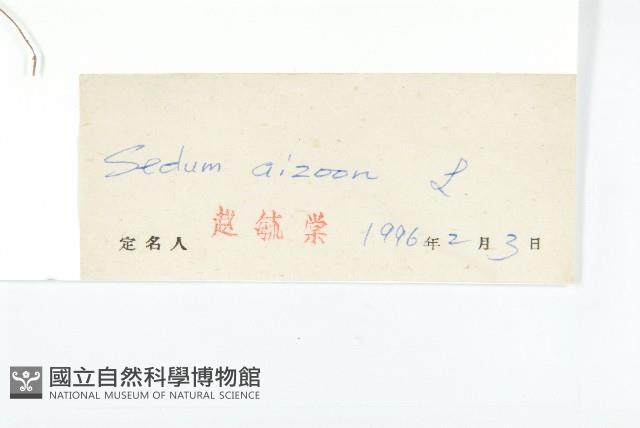 Sedum aizoon L.
定名人 赵毓棠 1996年2月3日
國立自然科學博物館
NATIONAL MUSEUM OF NATURAL SCIENCE